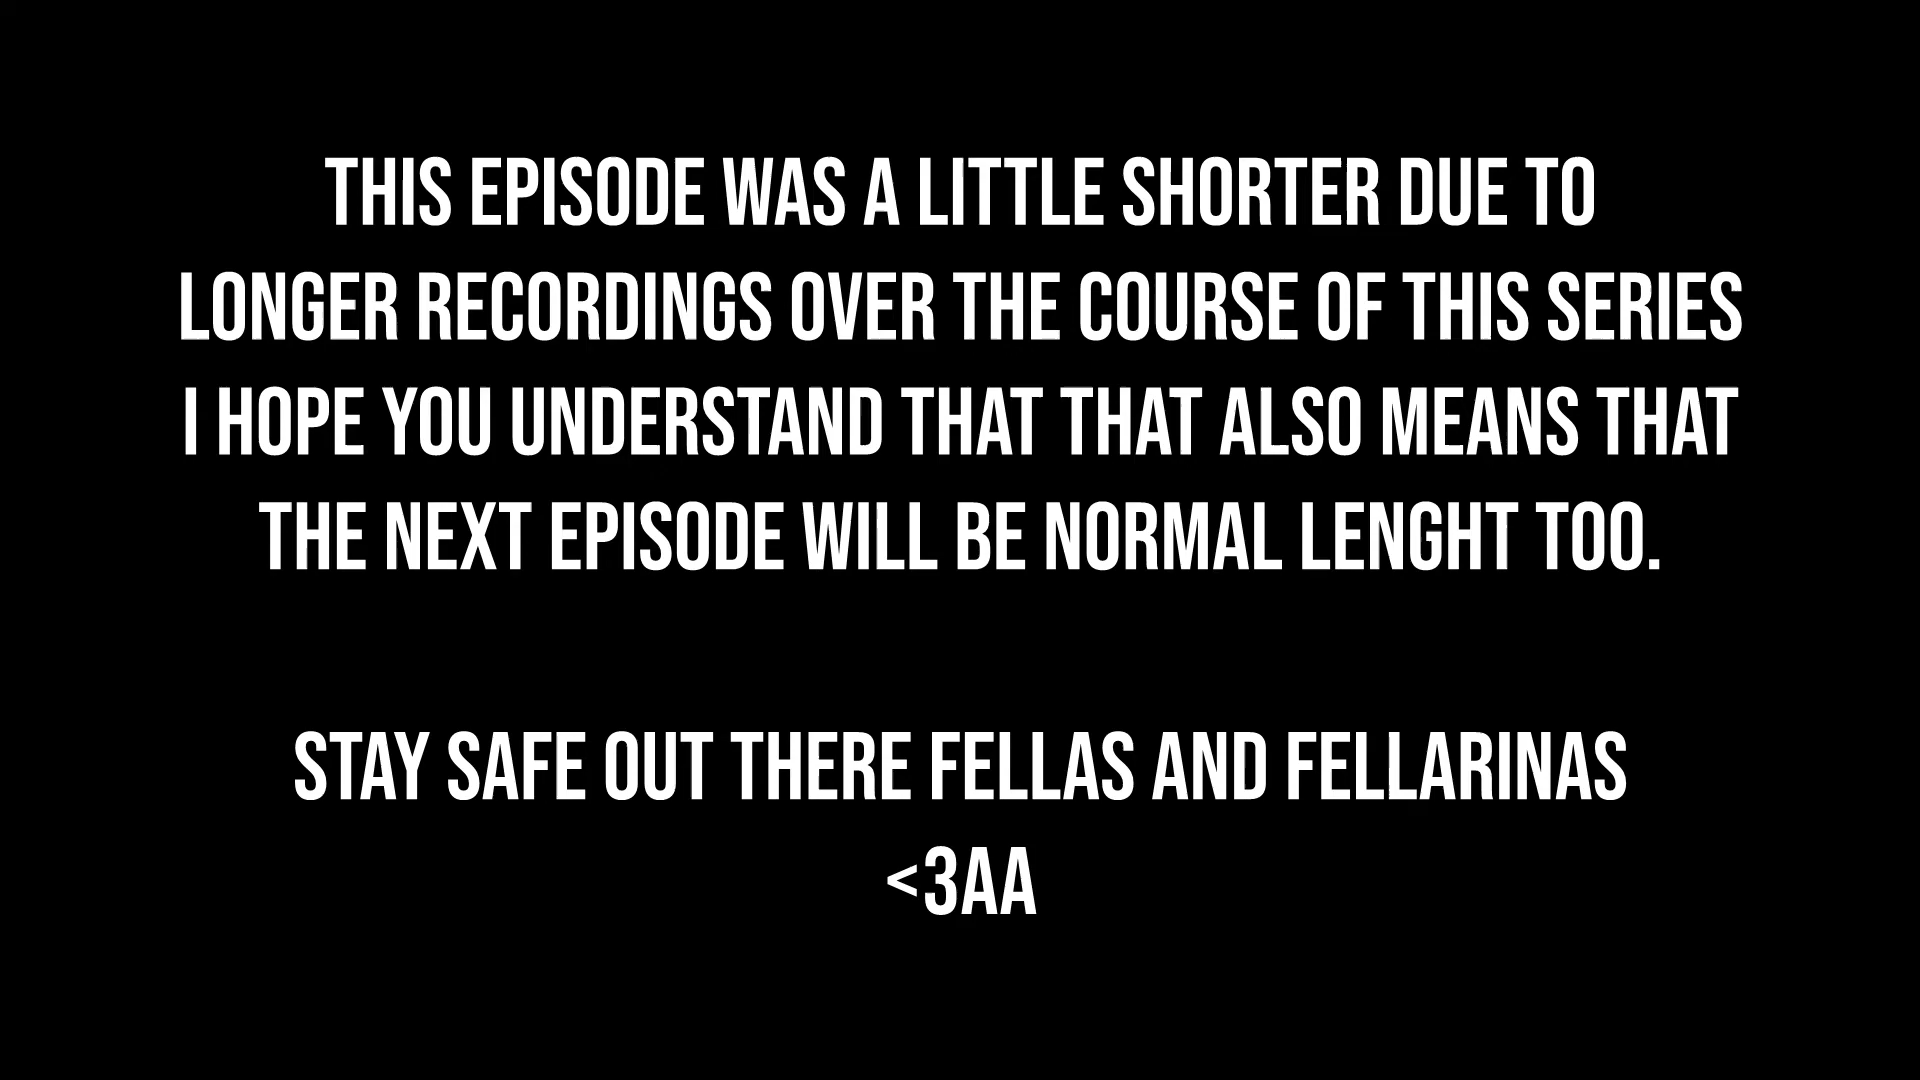 THIS EPISODE WAS A LITTLE SHORTER DUE TO
LONGER RECORDINGS OVER THE COURSE OF THIS SERIES
I HOPE YOU UNDERSTAND THAT THAT ALSO MEANS THAT
THE NEXT EPISODE WILL BE NORMAL LENGHT TOO.
STAY SAFE OUT THERE FELLAS AND FELLARINAS
<3AA